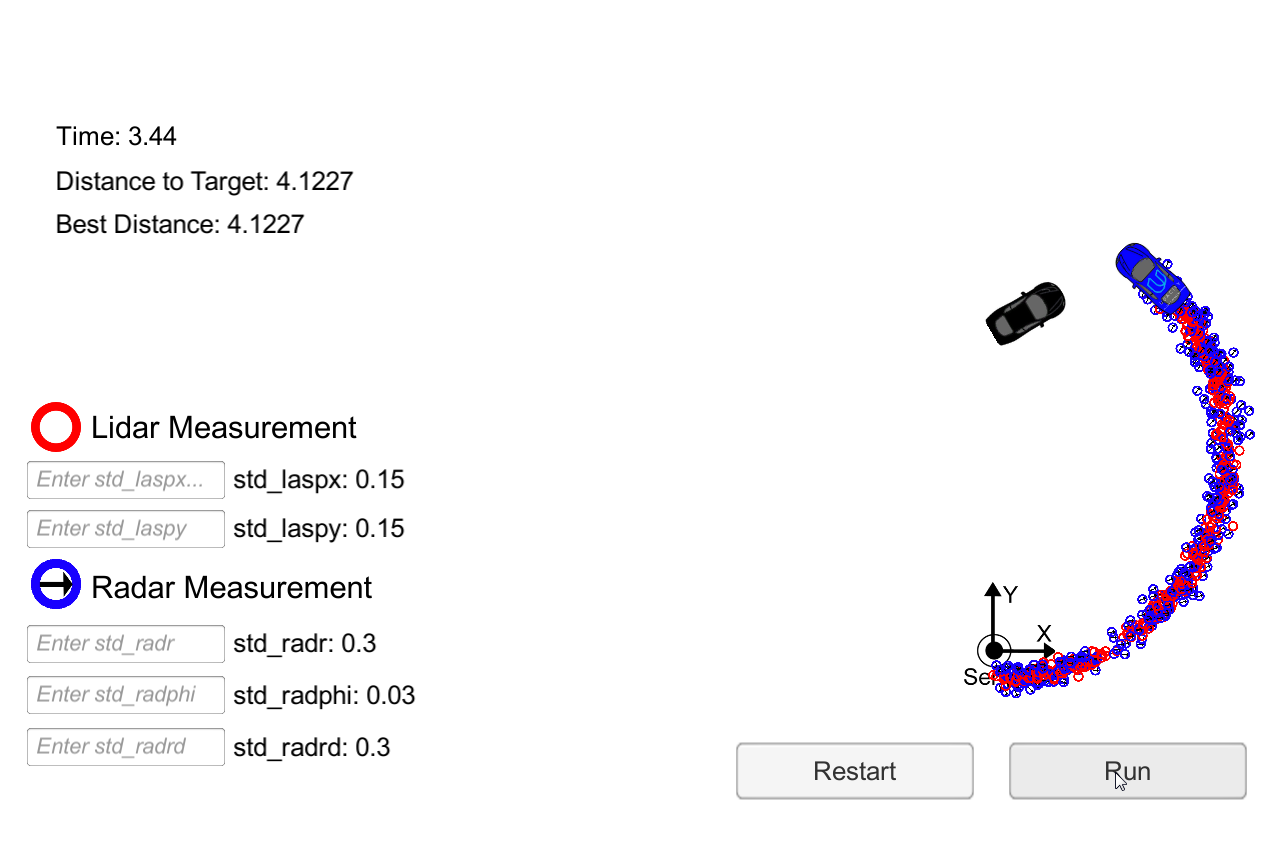 Time: 3.44
Distance to Target: 4.1227
Best Distance: 4.1227
Lidar Measurement
Enter std_laspx... std_laspx: 0.15
Enter std_laspy std_laspy: 0.15
Radar Measurement
Enter std_radr std_radr: 0.3
Enter std_radphi std_radphi: 0.03
Enter std_radrd std_radrd: 0.3
Y
X
Se
Restart
Run